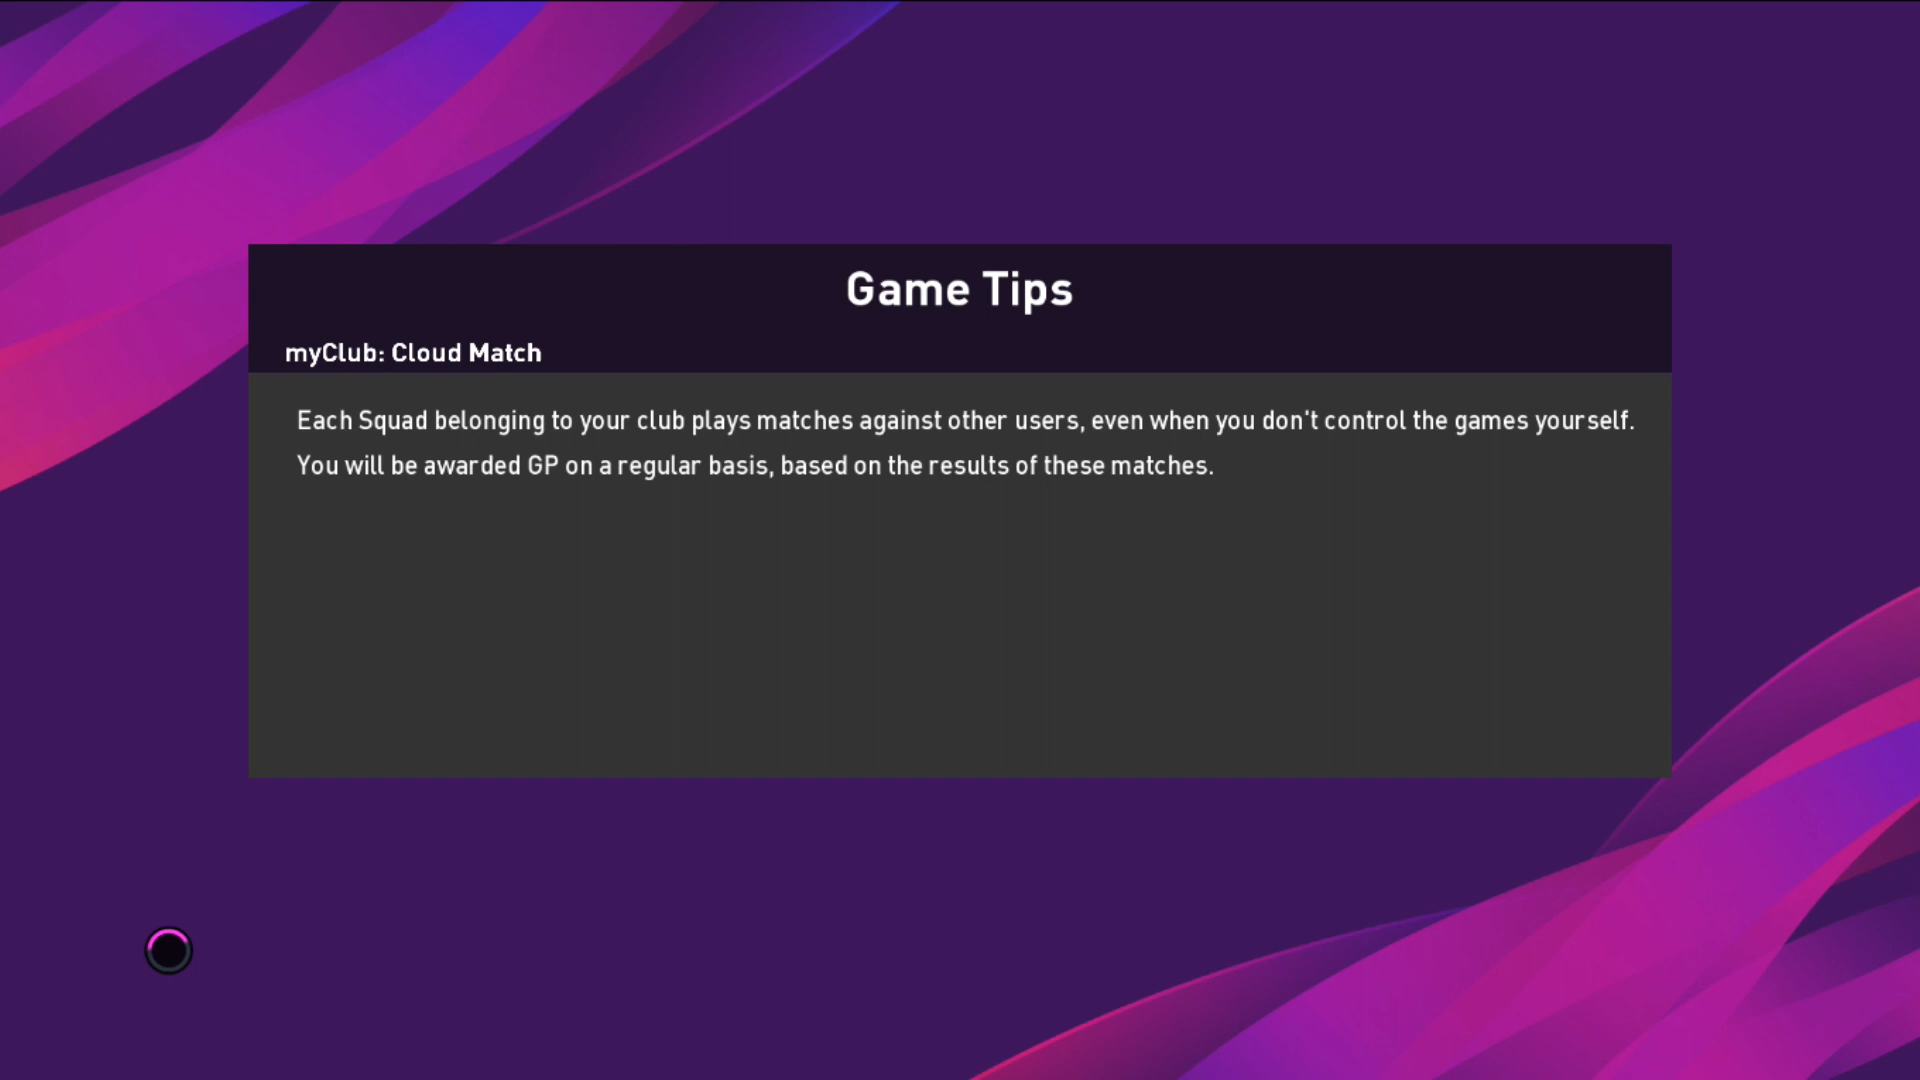 Game Tips
myClub: Cloud Match
Each Squad belonging to your club plays matches against other users, even when you don't control the games yourself.
You will be awarded GP on a regular basis, based on the results of these matches.